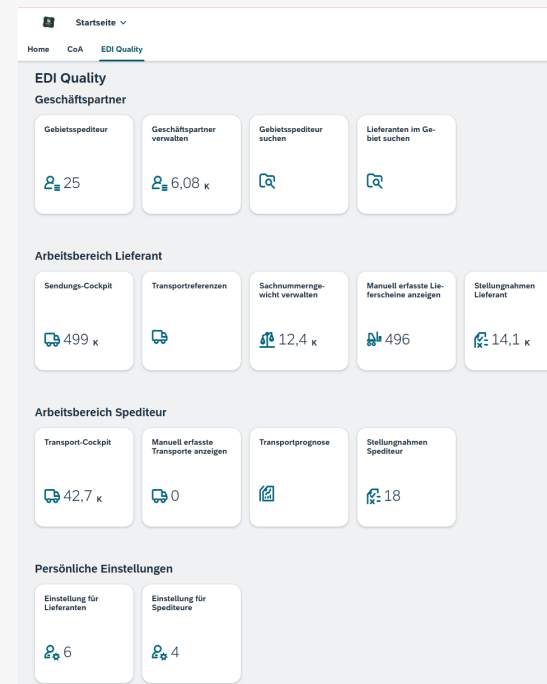 Startseite
Home CoA EDI Quality
EDI Quality
Geschäftspartner
Gebietsspediteur
25
Geschäftspartner
verwalten
6,08 K
Gebietsspediteur
suchen
Lieferanten im Ge-
biet suchen
Arbeitsbereich Lieferant
Sendungs-Cockpit
499 K
Transportreferenzen
Sachnummernge-
wicht verwalten
12,4 K
Manuell erfasste Lie-
ferscheine anzeigen
496
Stellungnahmen
Lieferant
14,1 K
Arbeitsbereich Spediteur
Transport-Cockpit
42,7 K
Manuell erfasste
Transporte anzeigen
0
Transportprognose
Stellungnahmen
Spediteur
18
Persönliche Einstellungen
Einstellung für
Lieferanten
6
Einstellung für
Spediteure
4